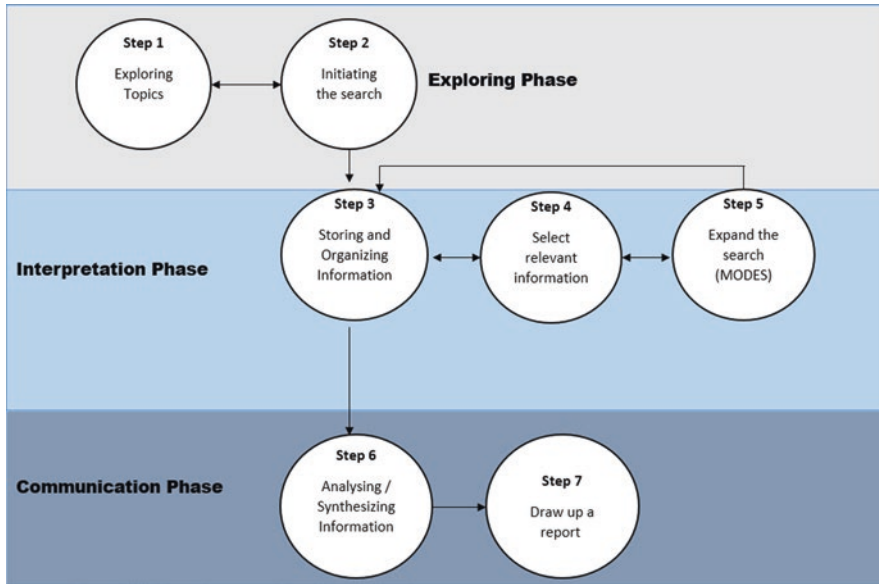 Step 1
Exploring
Topics
Step 2
Initiating
the search
Exploring Phase
Interpretation Phase
Step 3
Storing and
Organizing
Information
Step 4
Select
relevant
information
Step 5
Expand the
search
(MODES)
Communication Phase
Step 6
Analysing /
Synthesizing
Information
Step 7
Draw up a
report